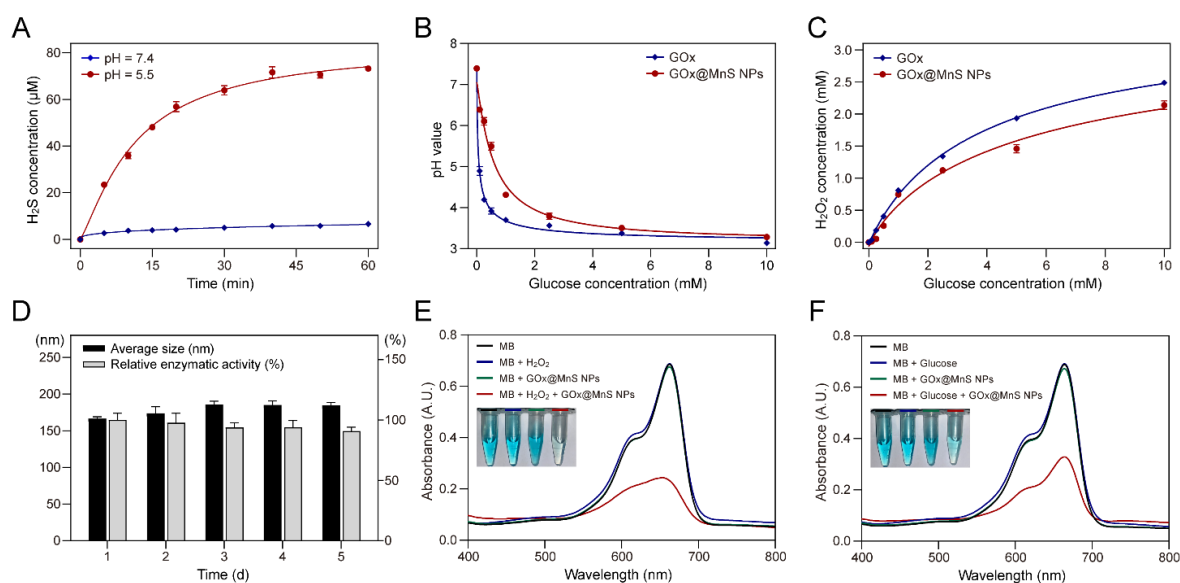 A
H₂S concentration (µM)
80
60
40
20
0
pH = 7.4
pH = 5.5
0
15
30
45
60
Time (min)
B
pH value
8
7
6
5
4
3
GOx
GOx@MnS NPs
0
2
4
6
8
10
Glucose concentration (mM)
C
H₂O₂ concentration (mM)
3.0
2.5
2.0
1.5
1.0
0.5
0.0
GOx
GOx@MnS NPs
0
2
4
6
8
10
Glucose concentration (mM)
D
(nm)
250
200
150
100
50
0
Average size (nm)
Relative enzymatic activity (%)
(%)
150
100
50
0
1
2
3
4
5
Time (d)
E
Absorbance (A.U.)
0.8
0.6
0.4
0.2
0.0
MB
MB + H₂O₂
MB + GOx@MnS NPs
MB + H₂O₂ + GOx@MnS NPs
400
500
600
700
800
Wavelength (nm)
F
Absorbance (A.U.)
0.8
0.6
0.4
0.2
0.0
MB
MB + Glucose
MB + GOx@MnS NPs
MB + Glucose + GOx@MnS NPs
400
500
600
700
800
Wavelength (nm)